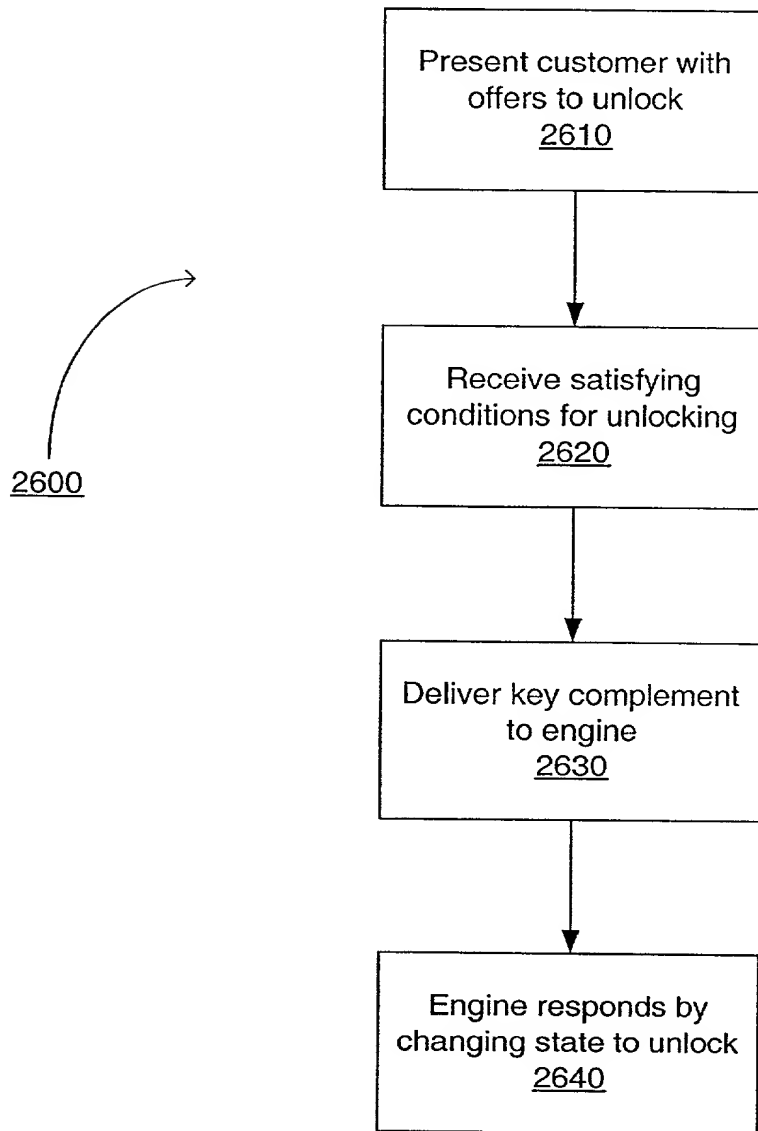 Present customer with
offers to unlock
2610
2600
Receive satisfying
conditions for unlocking
2620
Deliver key complement
to engine
2630
Engine responds by
changing state to unlock
2640